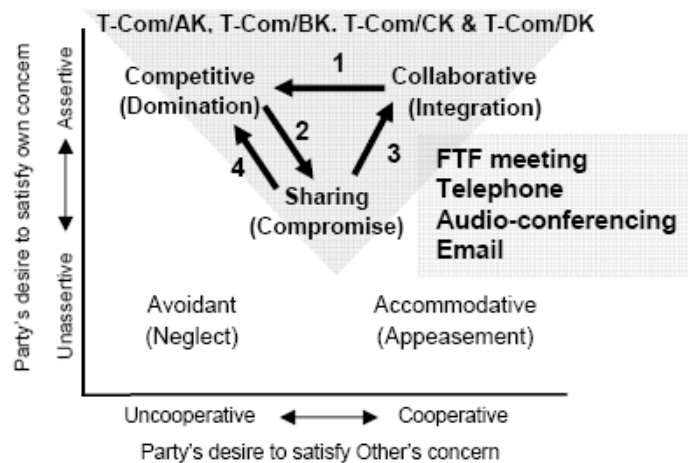 T-Com/AK, T-Com/BK. T-Com/CK & T-Com/DK
Competitive
(Domination)
1
Collaborative
(Integration)
2
4
3
Sharing
(Compromise)
FTF meeting
Telephone
Audio-conferencing
Email
Avoidant
(Neglect)
Accommodative
(Appeasement)
Party's desire to satisfy own concern
Unassertive
Assertive
Uncooperative
Cooperative
Party's desire to satisfy Other's concern